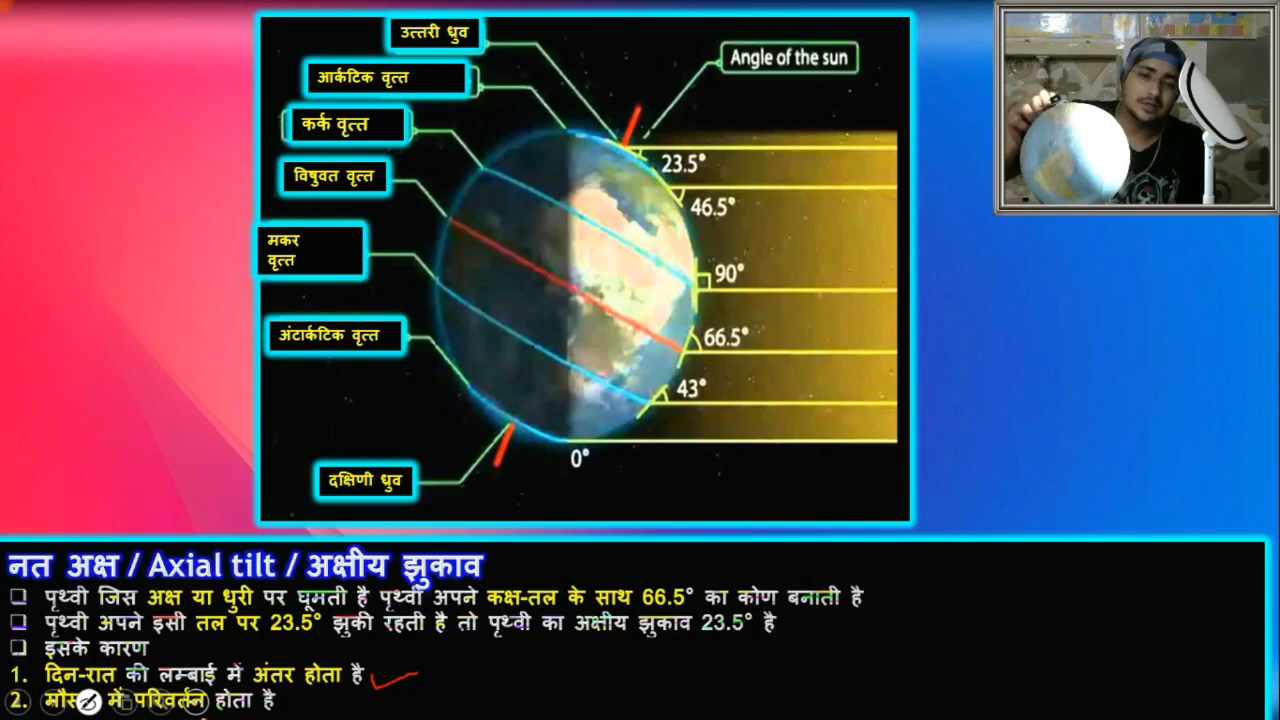 उत्तरी ध्रुव
Angle of the sun
आर्कटिक वृत्त
कर्क वृत्त
23.5°
विषुवत वृत्त
46.5°
मकर
वृत्त
90°
अंटार्कटिक वृत्त
66.5°
43°
0°
दक्षिणी ध्रुव
नत अक्ष / Axial tilt / अक्षीय झुकाव
❑ पृथ्वी जिस अक्ष या धुरी पर घूमती है पृथ्वी अपने कक्ष-तल के साथ 66.5° का कोण बनाती है
❑ पृथ्वी अपने इसी तल पर 23.5° झुकी रहती है तो पृथ्वी का अक्षीय झुकाव 23.5° है
❑ इसके कारण
1. दिन-रात की लम्बाई में अंतर होता है
2. में परिवर्तन होता है